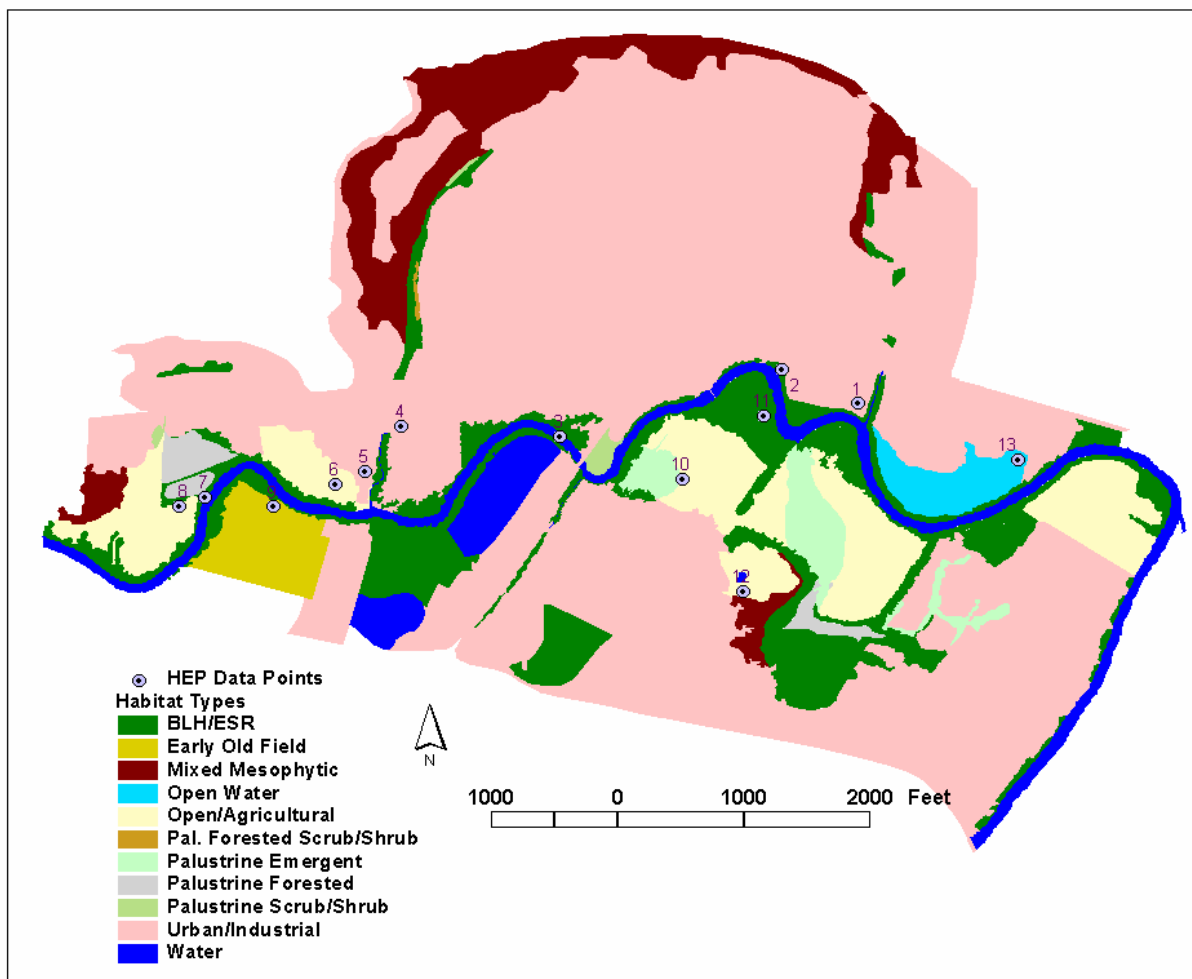 2
1
11
4
3
13
5
6
10
7
8
9
12
HEP Data Points
Habitat Types
BLH/ESR
Early Old Field
Mixed Mesophytic
Open Water
Open/Agricultural
Pal. Forested Scrub/Shrub
Palustrine Emergent
Palustrine Forested
Palustrine Scrub/Shrub
Urban/Industrial
Water
N
1000 0 1000 2000 Feet